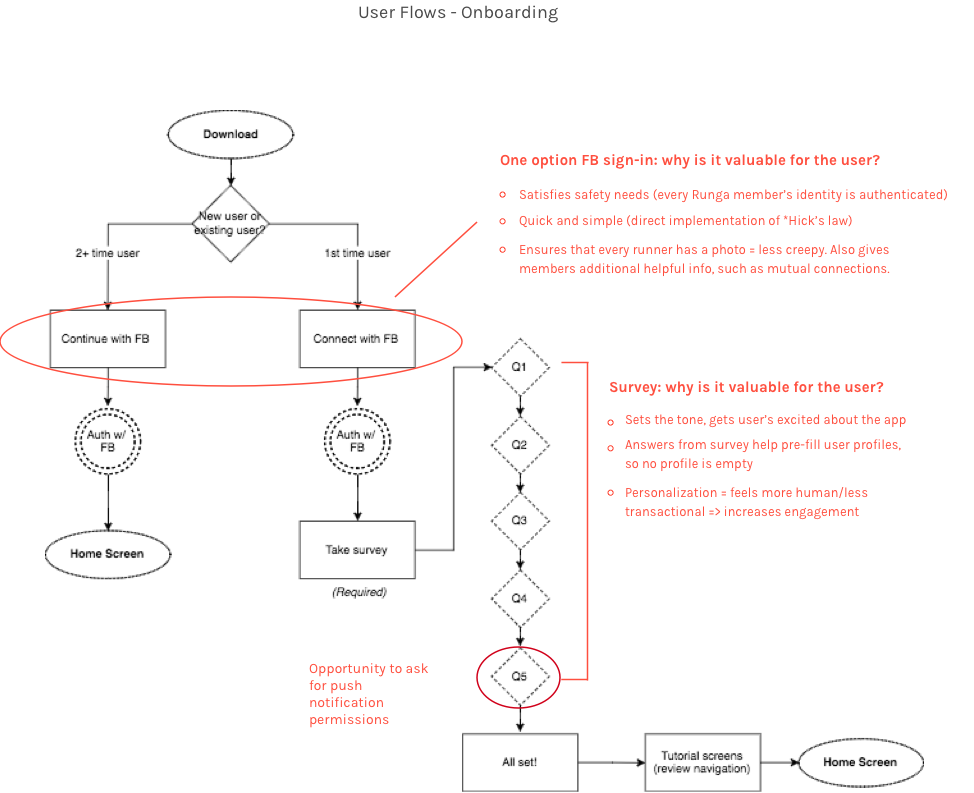 User Flows - Onboarding
Download
New user or
existing user?
2+ time user
1st time user
One option FB sign-in: why is it valuable for the user?
Satisfies safety needs (every Runga member's identity is authenticated)
Quick and simple (direct implementation of *Hick's law)
Ensures that every runner has a photo = less creepy. Also gives
members additional helpful info, such as mutual connections.
Continue with FB
Connect with FB
Auth w/
FB
Auth w/
FB
Home Screen
Take survey
(Required)
Q1
Q2
Q3
Q4
Q5
Survey: why is it valuable for the user?
Sets the tone, gets user's excited about the app
Answers from survey help pre-fill user profiles,
so no profile is empty
Personalization = feels more human/less
transactional => increases engagement
Opportunity to ask
for push
notification
permissions
All set!
Tutorial screens
(review navigation)
Home Screen